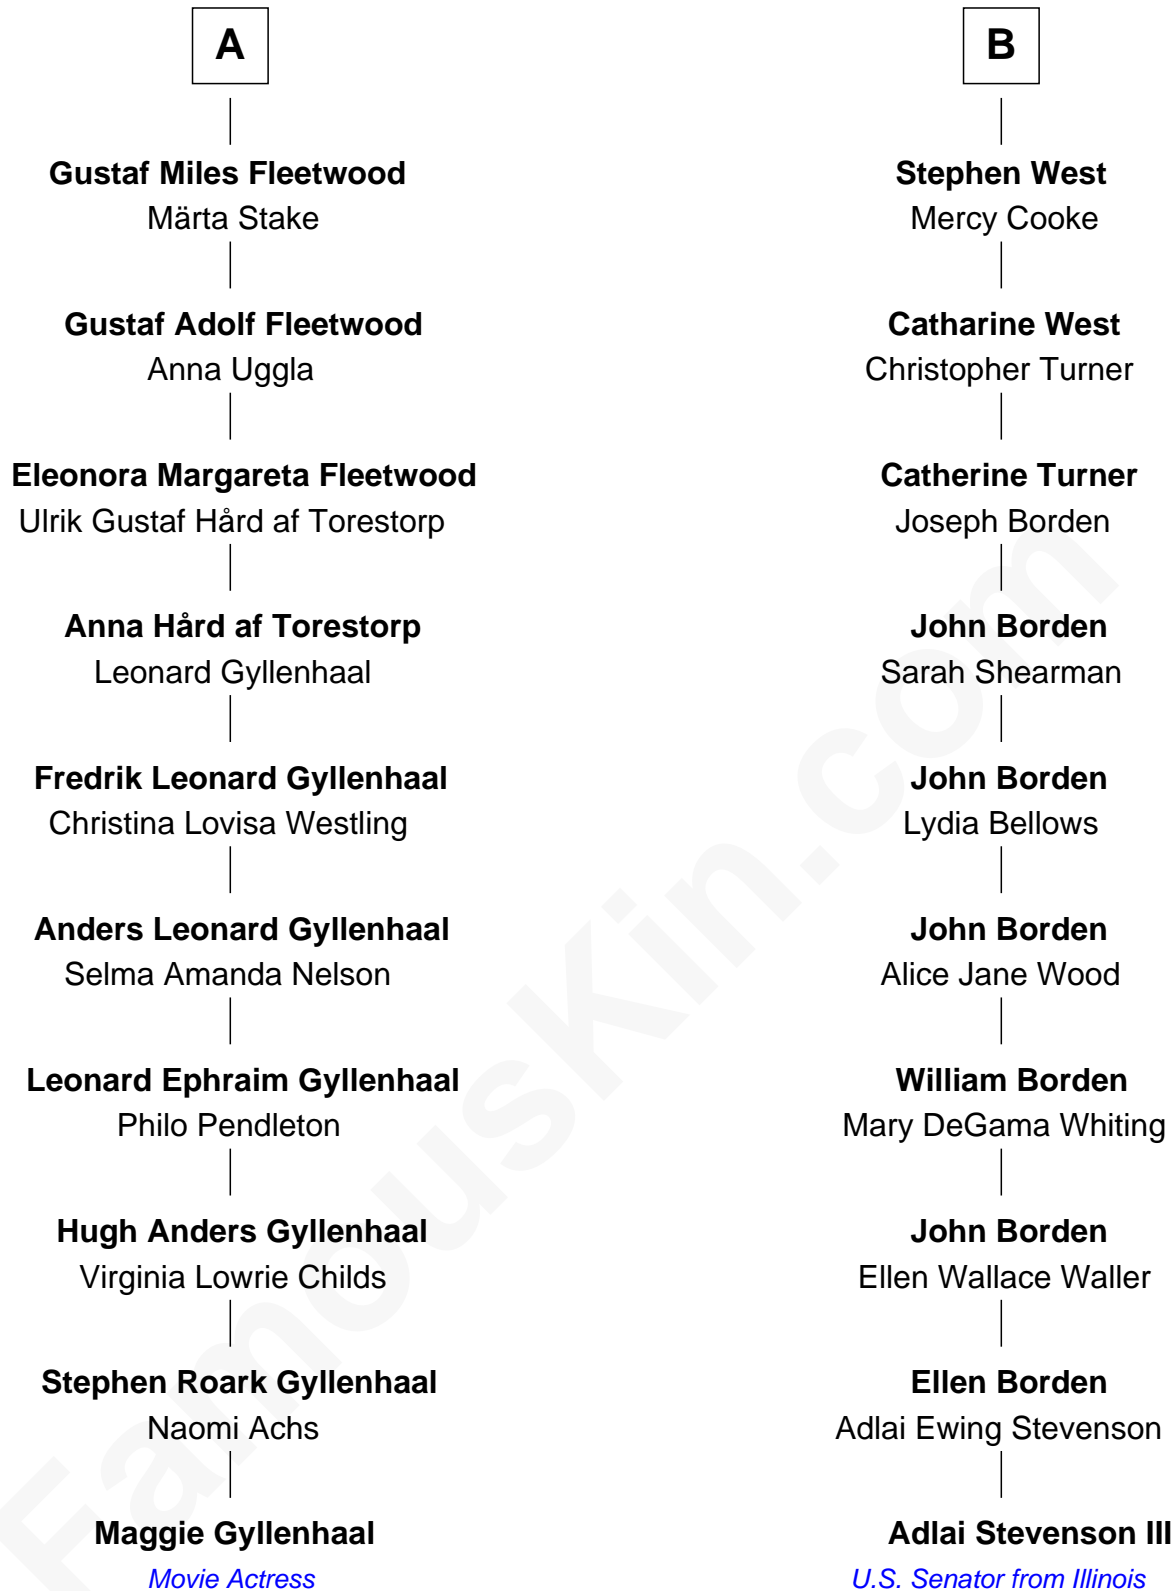 A
Gustaf Miles Fleetwood
Märta Stake
Gustaf Adolf Fleetwood
Anna Uggla
Eleonora Margareta Fleetwood
Ulrik Gustaf Hård af Torestorp
Anna Hård af Torestorp
Leonard Gyllenhaal
Fredrik Leonard Gyllenhaal
Christina Lovisa Westling
Anders Leonard Gyllenhaal
Selma Amanda Nelson
Leonard Ephraim Gyllenhaal
Philo Pendleton
Hugh Anders Gyllenhaal
Virginia Lowrie Childs
Stephen Roark Gyllenhaal
Naomi Achs
Maggie Gyllenhaal
Movie Actress
B
Stephen West
Mercy Cooke
Catharine West
Christopher Turner
Catherine Turner
Joseph Borden
John Borden
Sarah Shearman
John Borden
Lydia Bellows
John Borden
Alice Jane Wood
William Borden
Mary DeGama Whiting
John Borden
Ellen Wallace Waller
Ellen Borden
Adlai Ewing Stevenson
Adlai Stevenson III
U.S. Senator from Illinois
FamousKin.com